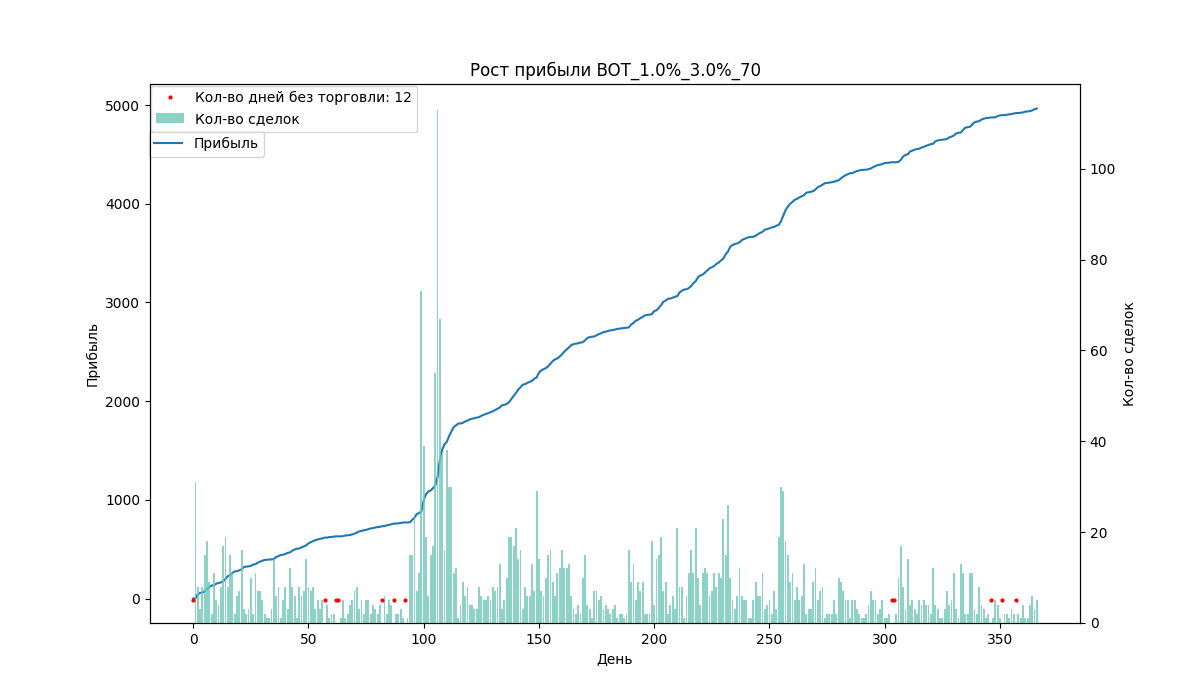 Рост прибыли BOT_1.0%_3.0%_70
Кол-во дней без торговли: 12
Кол-во сделок
Прибыль
5000
4000
3000
2000
1000
0
Прибыль
100
80
60
40
20
0
Кол-во сделок
0 50 100 150 200 250 300 350
День